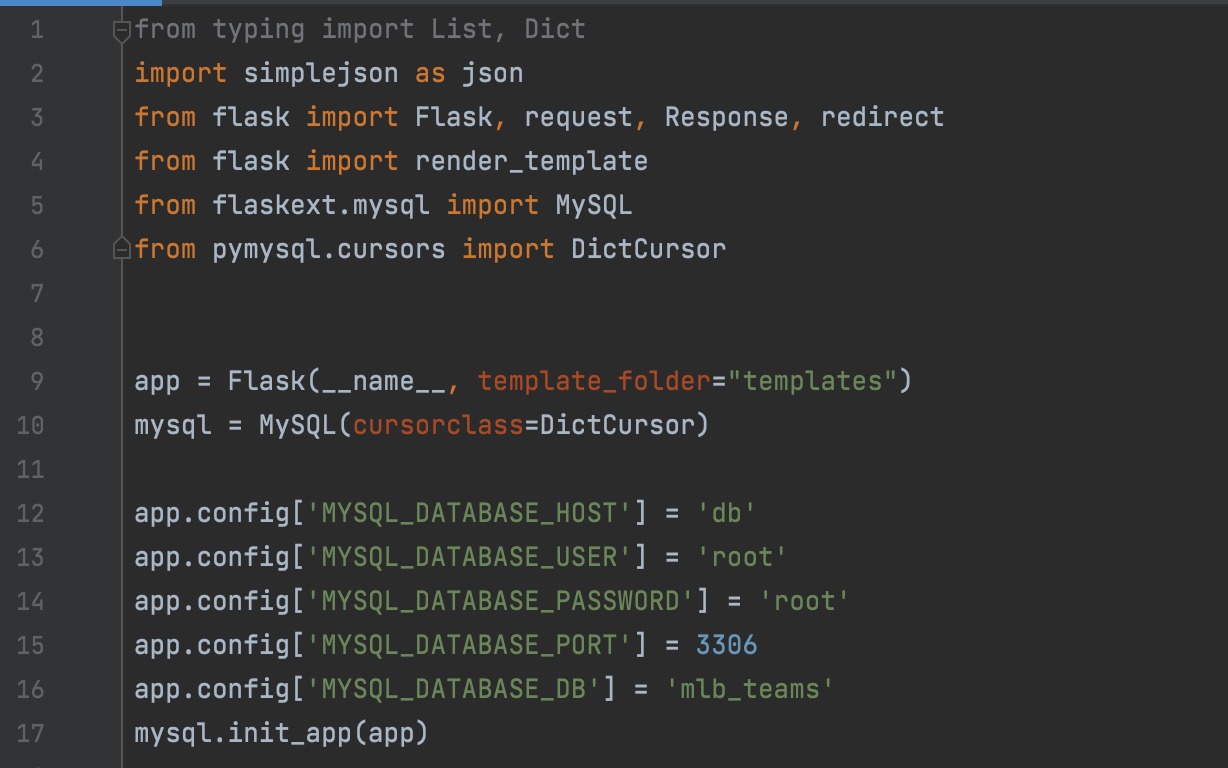 1 from typing import List, Dict
2 import simplejson as json
3 from flask import Flask, request, Response, redirect
4 from flask import render_template
5 from flaskext.mysql import MySQL
6 from pymysql.cursors import DictCursor
7
8
9 app = Flask(__name__, template_folder="templates")
10 mysql = MySQL(cursorclass=DictCursor)
11
12 app.config['MYSQL_DATABASE_HOST'] = 'db'
13 app.config['MYSQL_DATABASE_USER'] = 'root'
14 app.config['MYSQL_DATABASE_PASSWORD'] = 'root'
15 app.config['MYSQL_DATABASE_PORT'] = 3306
16 app.config['MYSQL_DATABASE_DB'] = 'mlb_teams'
17 mysql.init_app(app)